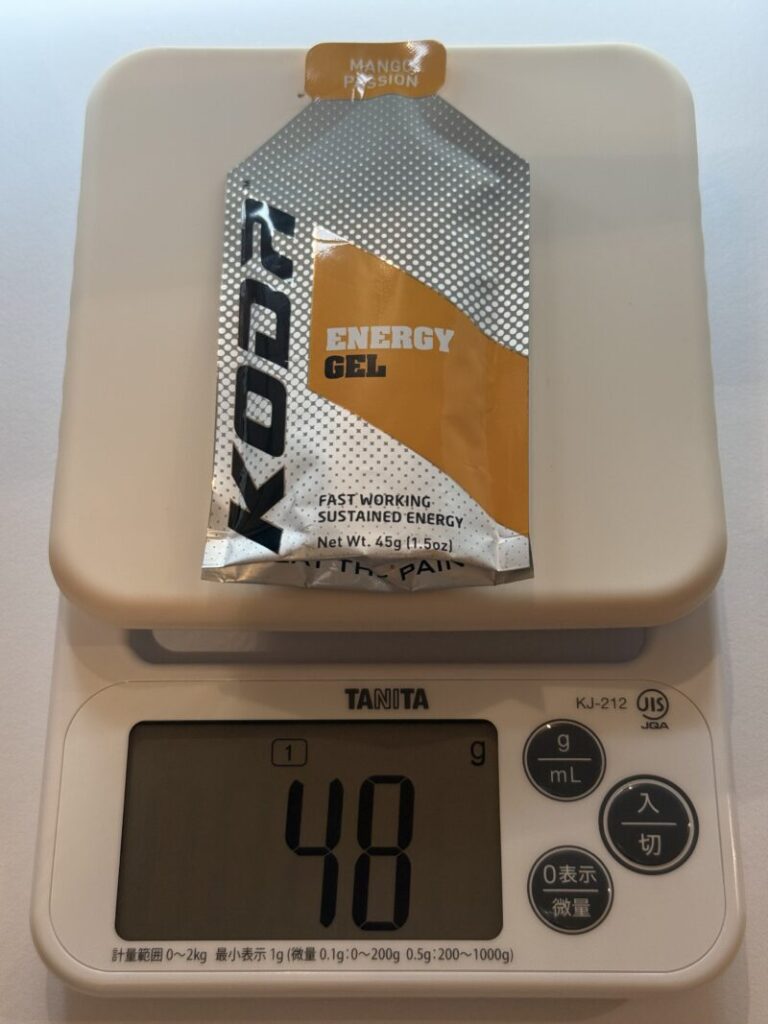 MANGO
PASSION
KODA
ENERGY
GEL
FAST WORKING
SUSTAINED ENERGY
Net Wt. 45g (1.5oz)
THE PAIN
TANITA
KJ-212
JIS
JQA
1
g
48
g
mL
入
切
0表示
微量
計量範囲 0〜2kg 最小表示 1g (微量 0.1g:0〜200g 0.5g:200〜1000g)